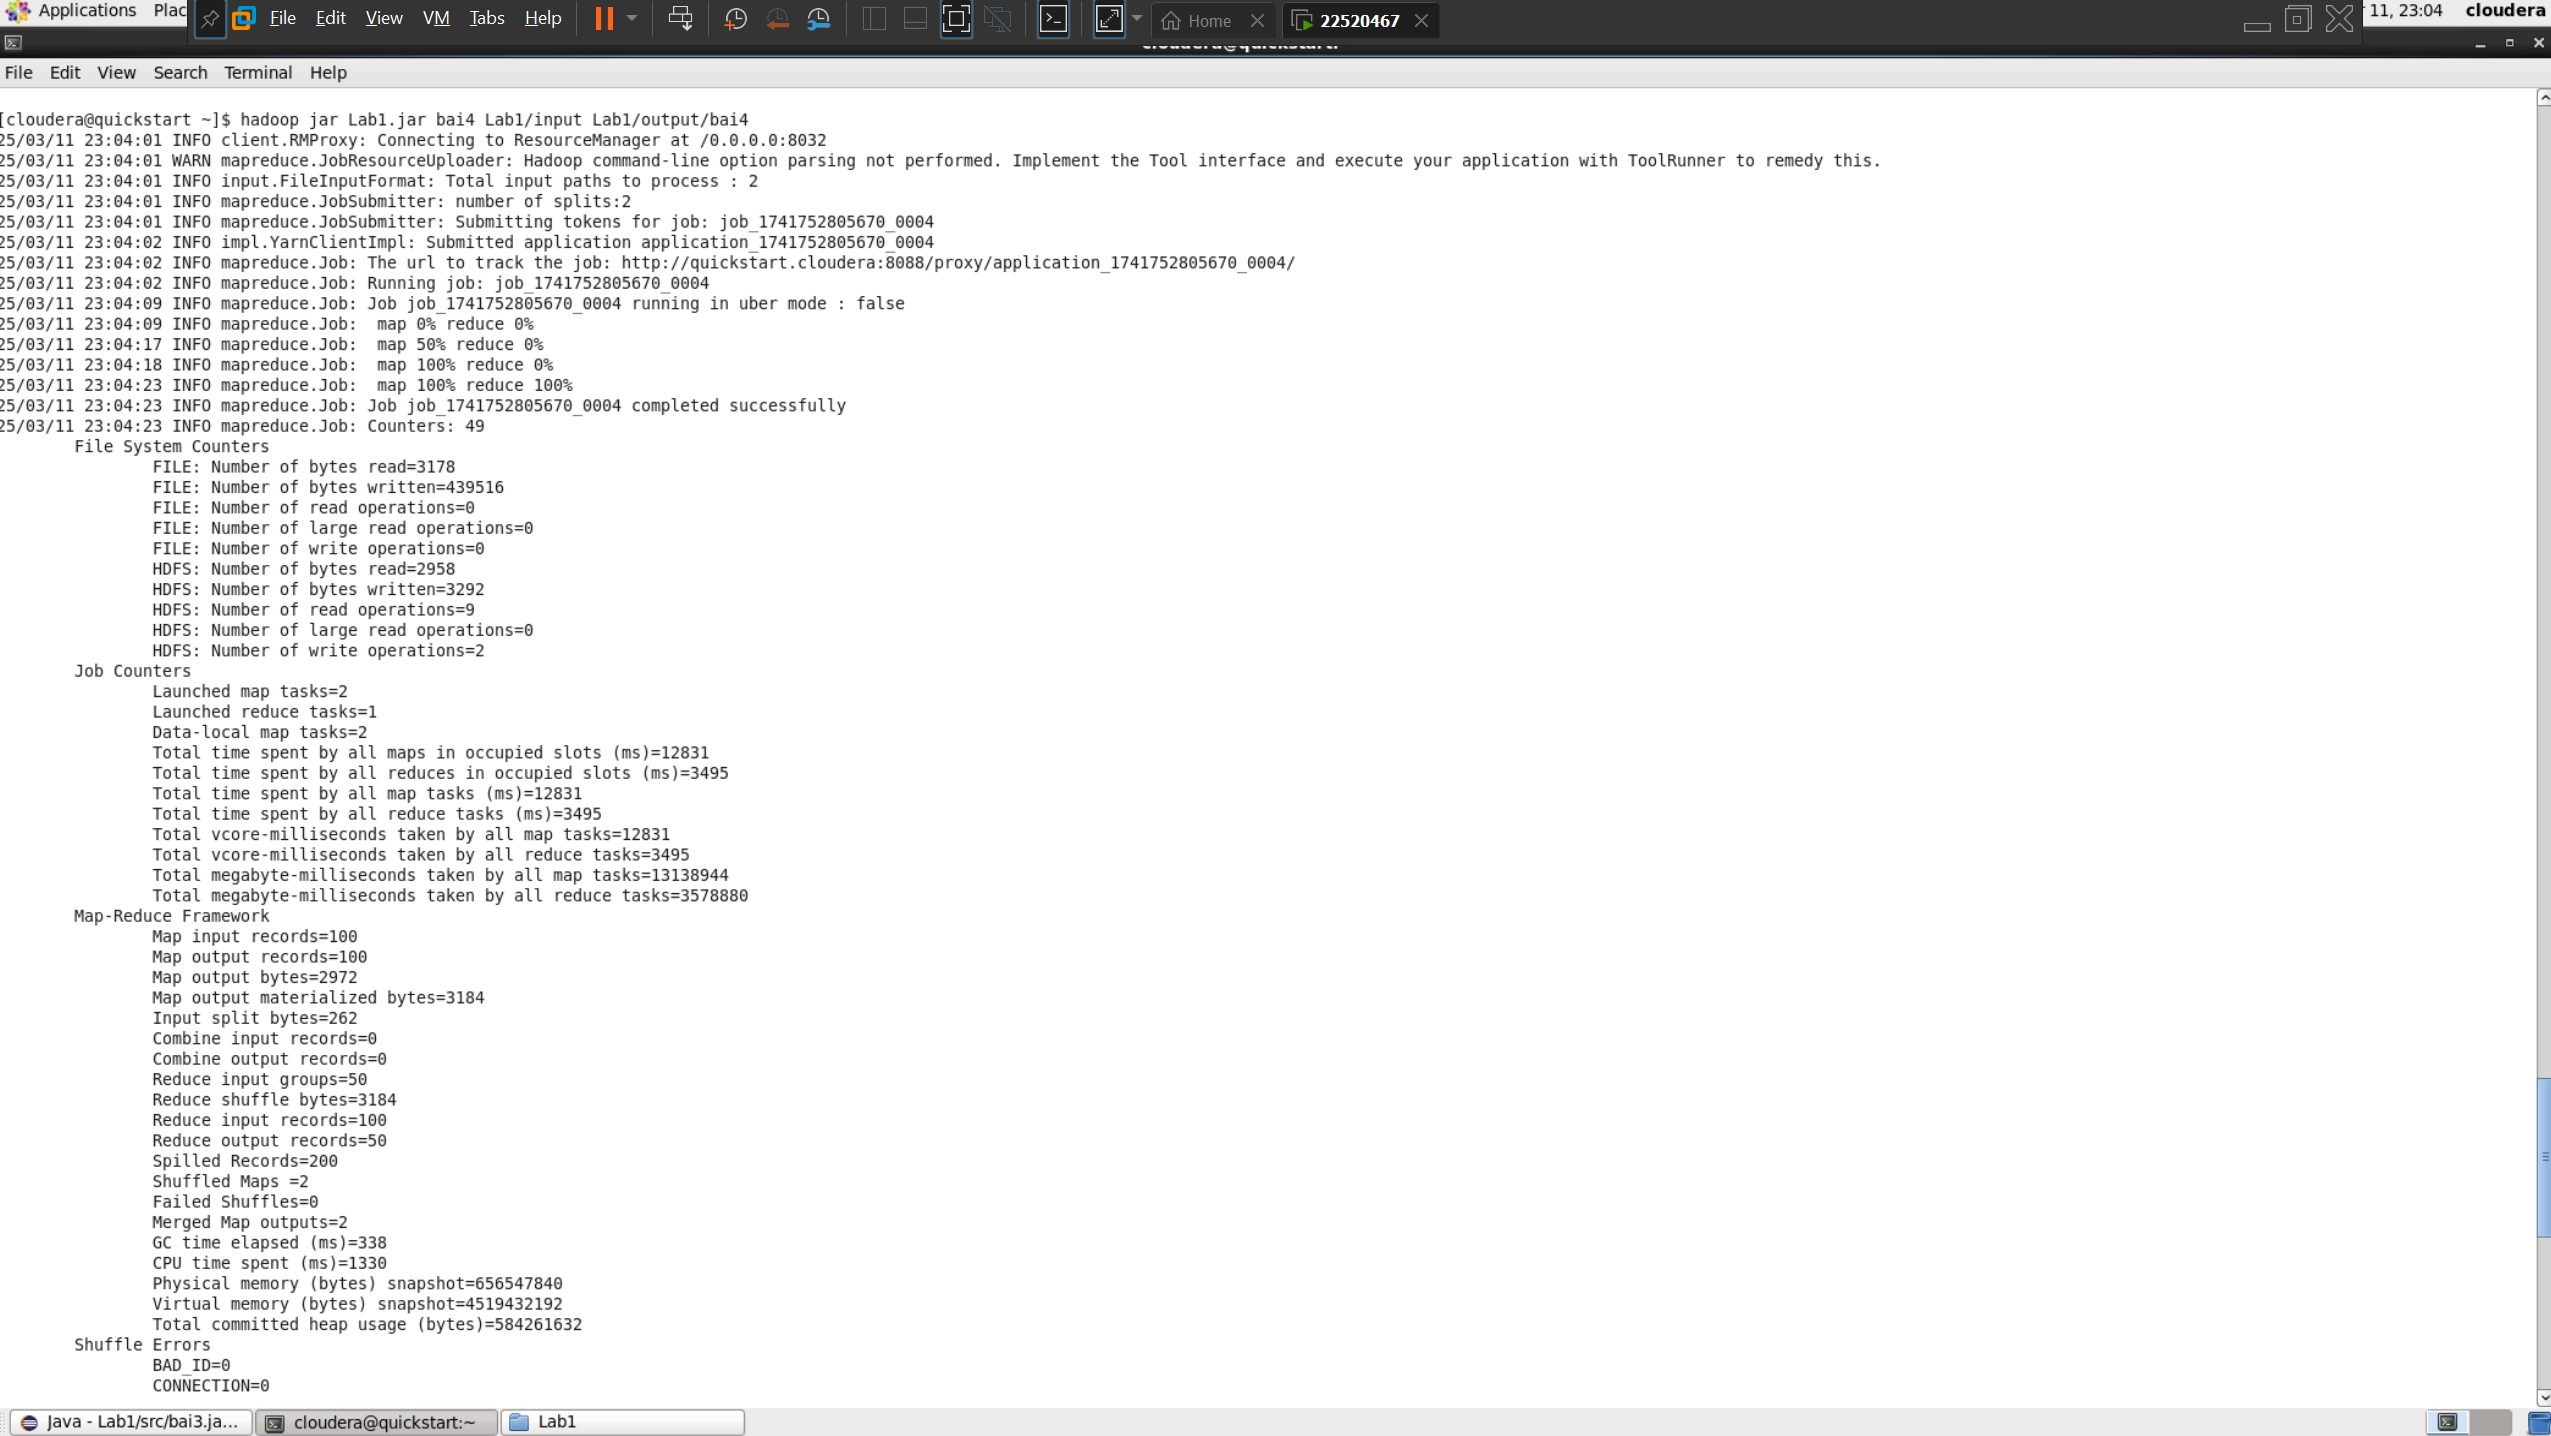 Applications Plac
File Edit View VM Tabs Help
Home
22520467
11, 23:04 cloudera
File Edit View Search Terminal Help
[cloudera@quickstart ~]$ hadoop jar Lab1.jar bai4 Lab1/input Lab1/output/bai4
25/03/11 23:04:01 INFO client.RMProxy: Connecting to ResourceManager at /0.0.0.0:8032
25/03/11 23:04:01 WARN mapreduce.JobResourceUploader: Hadoop command-line option parsing not performed. Implement the Tool interface and execute your application with ToolRunner to remedy this.
25/03/11 23:04:01 INFO input.FileInputFormat: Total input paths to process : 2
25/03/11 23:04:01 INFO mapreduce.JobSubmitter: number of splits:2
25/03/11 23:04:01 INFO mapreduce.JobSubmitter: Submitting tokens for job: job_1741752805670_0004
25/03/11 23:04:02 INFO impl.YarnClientImpl: Submitted application application_1741752805670_0004
25/03/11 23:04:02 INFO mapreduce.Job: The url to track the job: http://quickstart.cloudera:8088/proxy/application_1741752805670_0004/
25/03/11 23:04:02 INFO mapreduce.Job: Running job: job_1741752805670_0004
25/03/11 23:04:09 INFO mapreduce.Job: Job job_1741752805670_0004 running in uber mode : false
25/03/11 23:04:09 INFO mapreduce.Job:  map 0% reduce 0%
25/03/11 23:04:17 INFO mapreduce.Job:  map 50% reduce 0%
25/03/11 23:04:18 INFO mapreduce.Job:  map 100% reduce 0%
25/03/11 23:04:23 INFO mapreduce.Job:  map 100% reduce 100%
25/03/11 23:04:23 INFO mapreduce.Job: Job job_1741752805670_0004 completed successfully
25/03/11 23:04:23 INFO mapreduce.Job: Counters: 49
File System Counters
FILE: Number of bytes read=3178
FILE: Number of bytes written=439516
FILE: Number of read operations=0
FILE: Number of large read operations=0
FILE: Number of write operations=0
HDFS: Number of bytes read=2958
HDFS: Number of bytes written=3292
HDFS: Number of read operations=9
HDFS: Number of large read operations=0
HDFS: Number of write operations=2
Job Counters
Launched map tasks=2
Launched reduce tasks=1
Data-local map tasks=2
Total time spent by all maps in occupied slots (ms)=12831
Total time spent by all reduces in occupied slots (ms)=3495
Total time spent by all map tasks (ms)=12831
Total time spent by all reduce tasks (ms)=3495
Total vcore-milliseconds taken by all map tasks=12831
Total vcore-milliseconds taken by all reduce tasks=3495
Total megabyte-milliseconds taken by all map tasks=13138944
Total megabyte-milliseconds taken by all reduce tasks=3578880
Map-Reduce Framework
Map input records=100
Map output records=100
Map output bytes=2972
Map output materialized bytes=3184
Input split bytes=262
Combine input records=0
Combine output records=0
Reduce input groups=50
Reduce shuffle bytes=3184
Reduce input records=100
Reduce output records=50
Spilled Records=200
Shuffled Maps =2
Failed Shuffles=0
Merged Map outputs=2
GC time elapsed (ms)=338
CPU time spent (ms)=1330
Physical memory (bytes) snapshot=656547840
Virtual memory (bytes) snapshot=4519432192
Total committed heap usage (bytes)=584261632
Shuffle Errors
BAD_ID=0
CONNECTION=0
Java - Lab1/src/bai3.ja...
cloudera@quickstart:~
Lab1